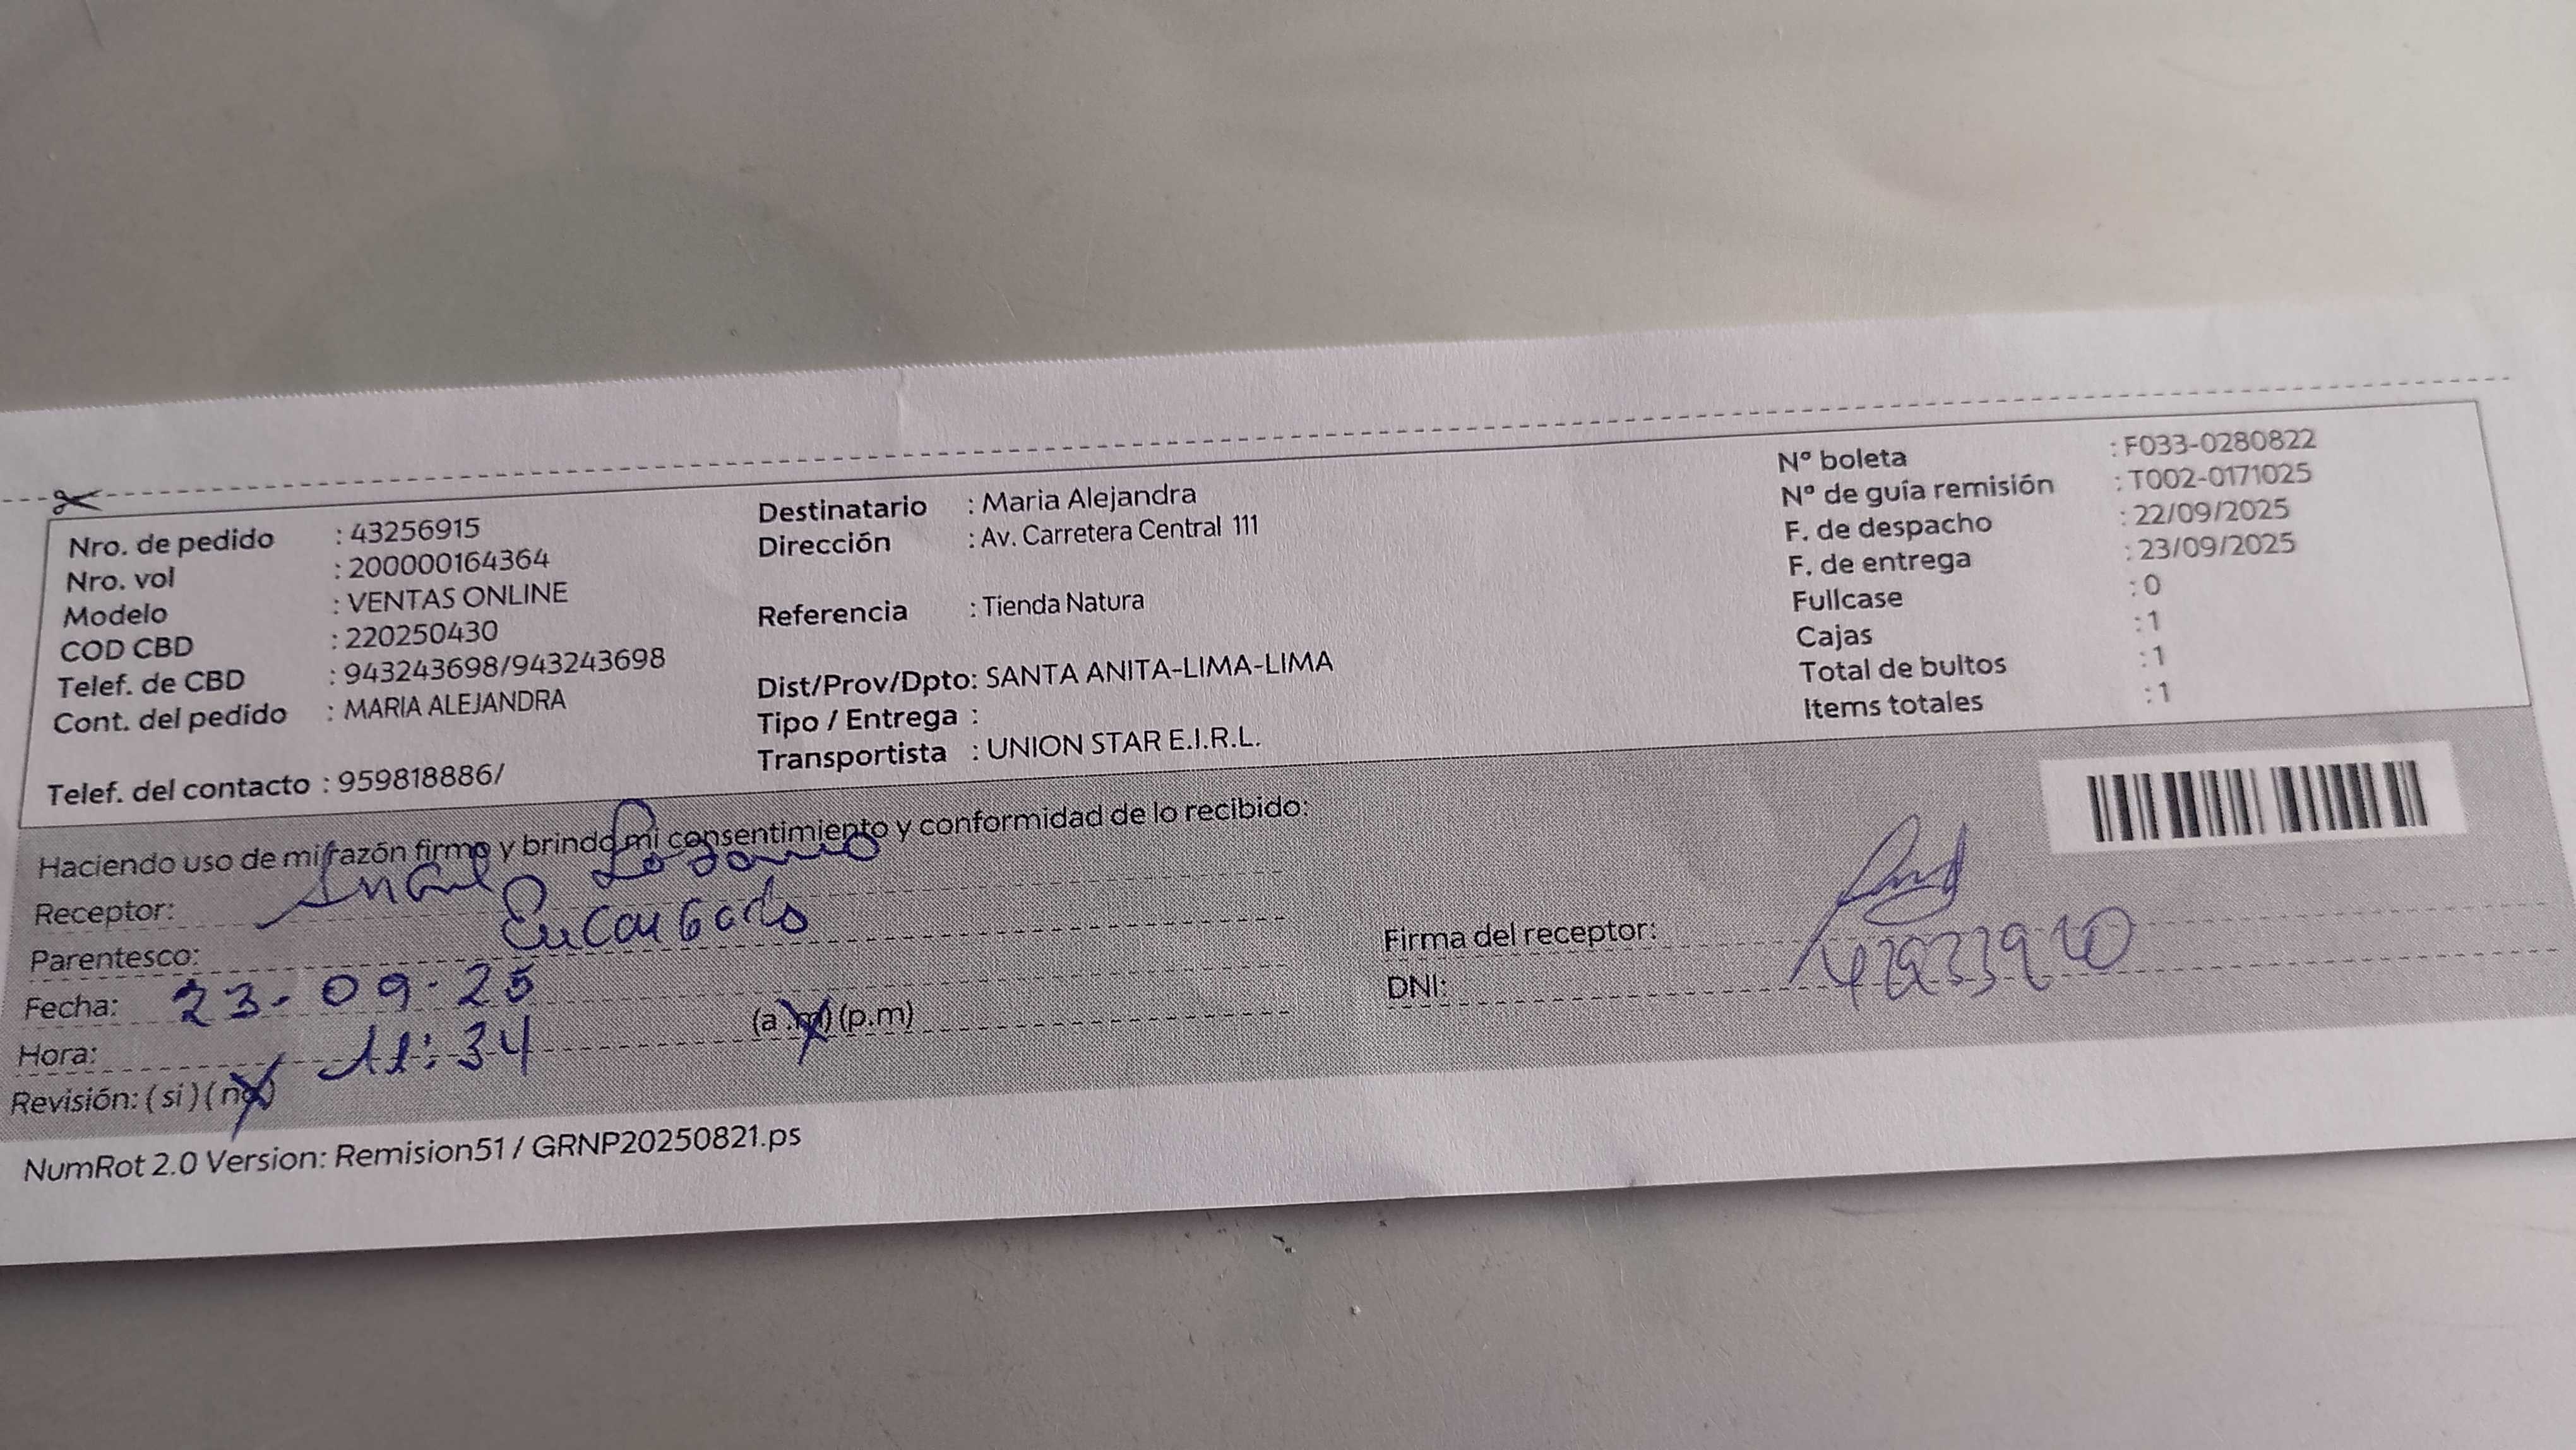 Nro. de pedido : 43256915
Nro. vol : 200000164364
Modelo : VENTAS ONLINE
COD CBD : 220250430
Telef. de CBD : 943243698/943243698
Cont. del pedido : MARIA ALEJANDRA
Telef. del contacto : 959818886/
Destinatario : Maria Alejandra
Dirección : Av. Carretera Central 111
Referencia : Tienda Natura
Dist/Prov/Dpto: SANTA ANITA-LIMA-LIMA
Tipo / Entrega :
Transportista : UNION STAR E.I.R.L.
Nº boleta : F033-0280822
Nº de guía remisión : T002-0171025
F. de despacho : 22/09/2025
F. de entrega : 23/09/2025
Fullcase : 0
Cajas : 1
Total de bultos : 1
Items totales : 1
Haciendo uso de mi razón firmo y brindo mi consentimiento y conformidad de lo recibido:
Receptor:
Parentesco: Encargado
Fecha: 23-09-25
Hora: 11:34 (a.m) (p.m)
Revisión: (si) (no)
Firma del receptor:
DNI:
NumRot 2.0 Version: Remision51 / GRNP20250821.ps